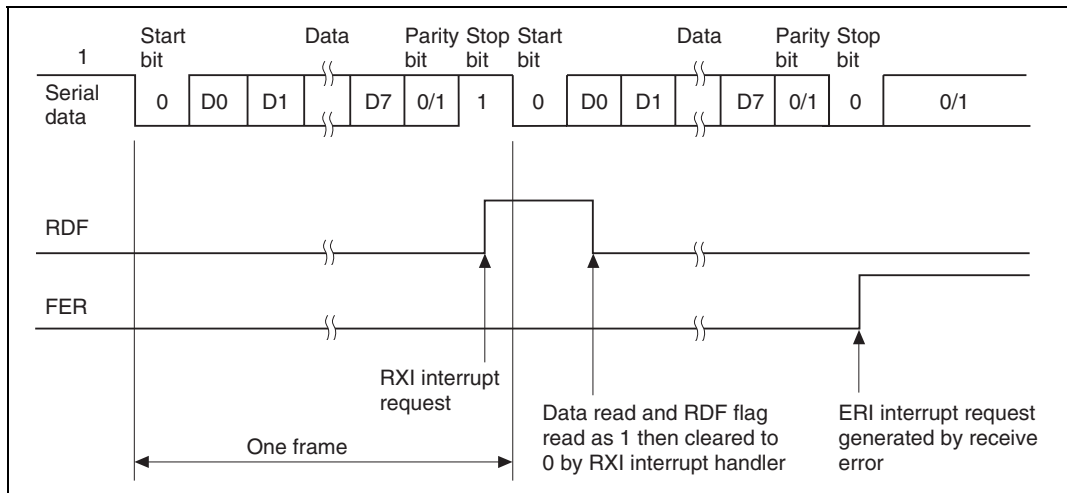 1
Start
bit
Data
Parity
bit
Stop
bit
Start
bit
Data
Parity
bit
Stop
bit
Serial
data
0 D0 D1 D7 0/1 1 0 D0 D1 D7 0/1 0 0/1
RDF
FER
RXI interrupt
request
Data read and RDF flag
read as 1 then cleared to
0 by RXI interrupt handler
ERI interrupt request
generated by receive
error
One frame